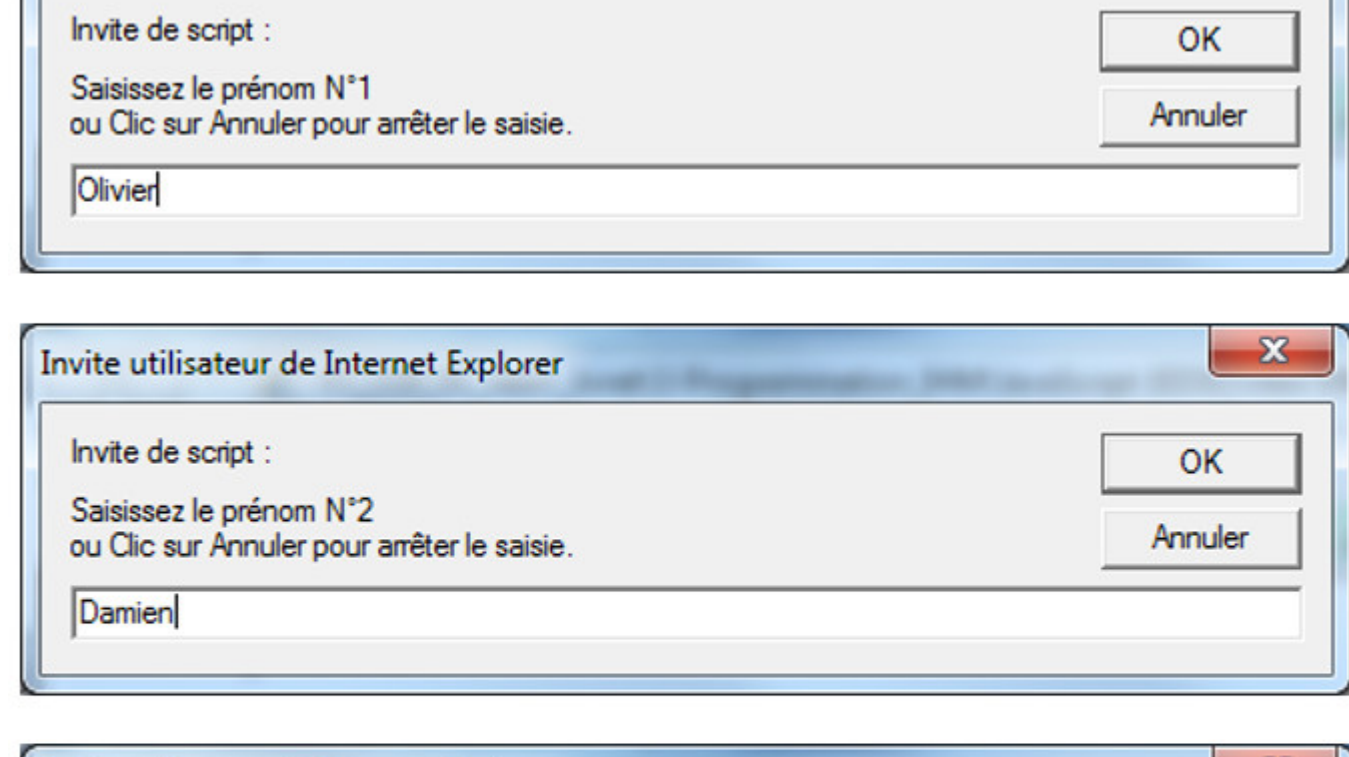 Invite de script :
OK
Saisissez le prénom N°1
ou Clic sur Annuler pour arrêter le saisie.
Annuler
Olivier
Invite utilisateur de Internet Explorer
Invite de script :
OK
Saisissez le prénom N°2
ou Clic sur Annuler pour arrêter le saisie.
Annuler
Damien